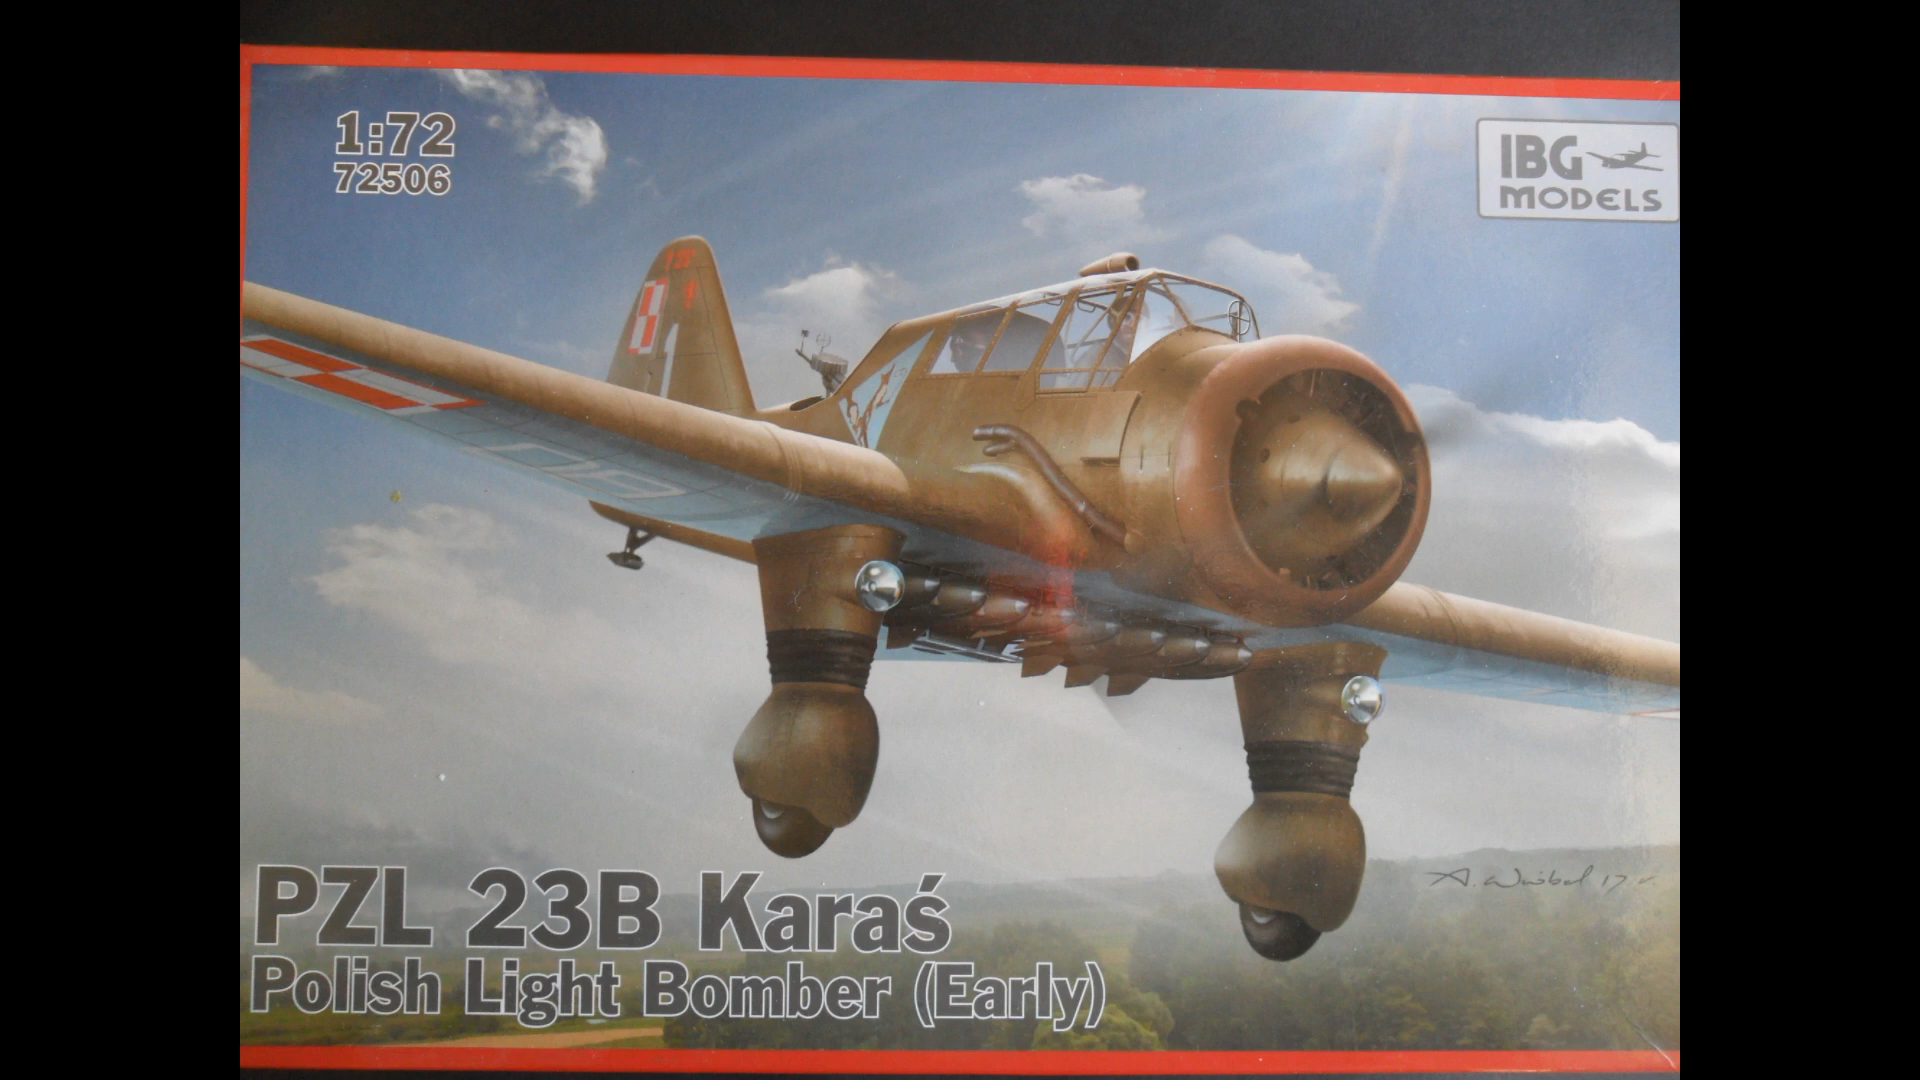 1:72
72506
IBG
MODELS
PZL 23B Karaś
Polish Light Bomber (Early)